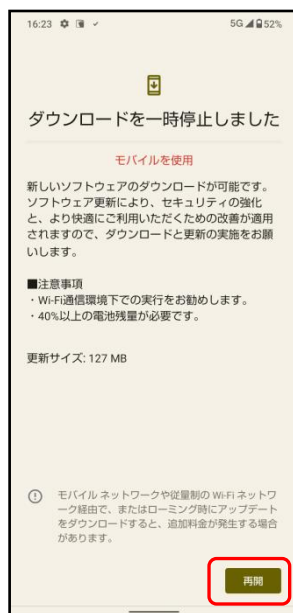 16:23 5G 52%
ダウンロードを一時停止しました
モバイルを使用
新しいソフトウェアのダウンロードが可能です。
ソフトウェア更新により、セキュリティの強化
と、より快適にご利用いただくための改善が適用
されますので、ダウンロードと更新の実施をお願
いします。
■注意事項
・Wi-Fi通信環境下での実行をお勧めします。
・40%以上の電池残量が必要です。
更新サイズ: 127 MB
モバイル ネットワークや従量制の Wi-Fi ネットワ
ーク経由で、またはローミング時にアップデート
をダウンロードすると、追加料金が発生する場合
があります。
再開